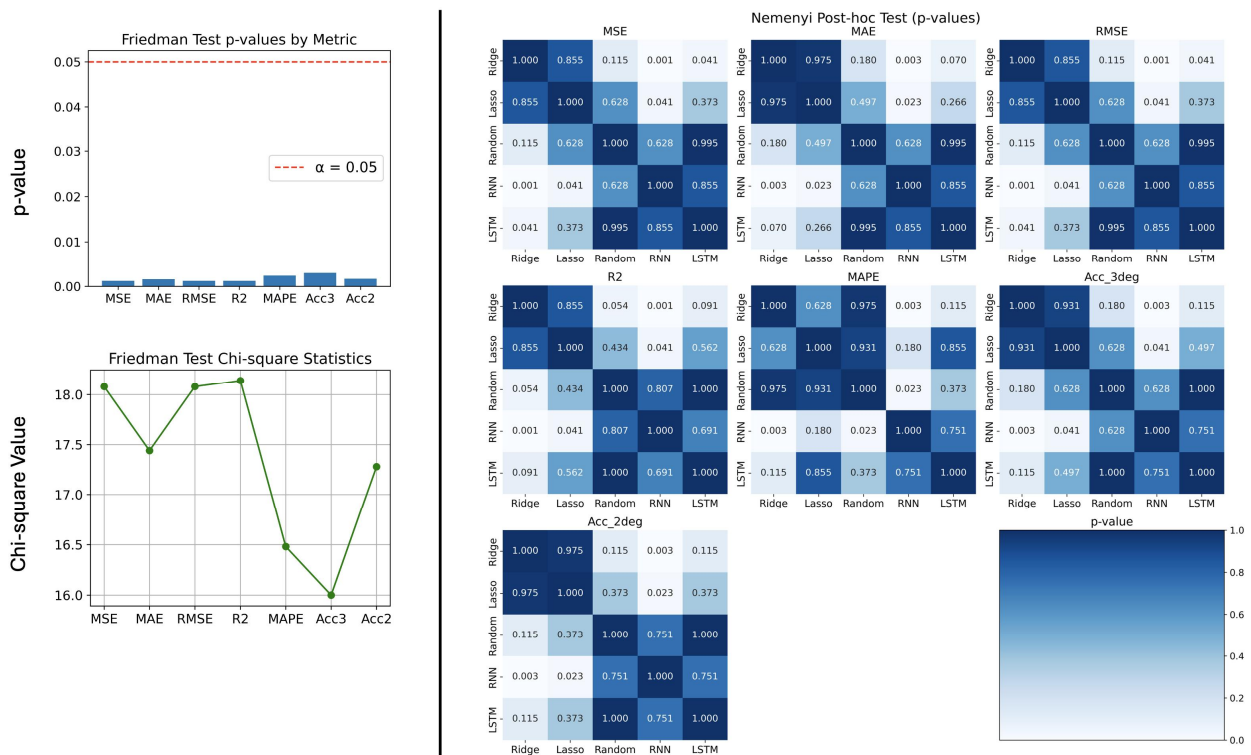 Friedman Test p-values by Metric
p-value
0.05
0.04
0.03
0.02
0.01
0.00
α = 0.05
MSE MAE RMSE R2 MAPE Acc3 Acc2
Friedman Test Chi-square Statistics
Chi-square Value
18.0
17.5
17.0
16.5
16.0
MSE MAE RMSE R2 MAPE Acc3 Acc2
Nemenyi Post-hoc Test (p-values)
MSE
Ridge 1.000 0.855 0.115 0.001 0.041
Lasso 0.855 1.000 0.628 0.041 0.373
Random 0.115 0.628 1.000 0.628 0.995
RNN 0.001 0.041 0.628 1.000 0.855
LSTM 0.041 0.373 0.995 0.855 1.000
Ridge Lasso Random RNN LSTM
MAE
Ridge 1.000 0.975 0.180 0.003 0.070
Lasso 0.975 1.000 0.497 0.023 0.266
Random 0.180 0.497 1.000 0.628 0.995
RNN 0.003 0.023 0.628 1.000 0.855
LSTM 0.070 0.266 0.995 0.855 1.000
Ridge Lasso Random RNN LSTM
RMSE
Ridge 1.000 0.855 0.115 0.001 0.041
Lasso 0.855 1.000 0.628 0.041 0.373
Random 0.115 0.628 1.000 0.628 0.995
RNN 0.001 0.041 0.628 1.000 0.855
LSTM 0.041 0.373 0.995 0.855 1.000
Ridge Lasso Random RNN LSTM
R2
Ridge 1.000 0.855 0.054 0.001 0.091
Lasso 0.855 1.000 0.434 0.041 0.562
Random 0.054 0.434 1.000 0.807 1.000
RNN 0.001 0.041 0.807 1.000 0.691
LSTM 0.091 0.562 1.000 0.691 1.000
Ridge Lasso Random RNN LSTM
MAPE
Ridge 1.000 0.628 0.975 0.003 0.115
Lasso 0.628 1.000 0.931 0.180 0.855
Random 0.975 0.931 1.000 0.023 0.373
RNN 0.003 0.180 0.023 1.000 0.751
LSTM 0.115 0.855 0.373 0.751 1.000
Ridge Lasso Random RNN LSTM
Acc_3deg
Ridge 1.000 0.931 0.180 0.003 0.115
Lasso 0.931 1.000 0.628 0.041 0.497
Random 0.180 0.628 1.000 0.628 1.000
RNN 0.003 0.041 0.628 1.000 0.751
LSTM 0.115 0.497 1.000 0.751 1.000
Ridge Lasso Random RNN LSTM
Acc_2deg
Ridge 1.000 0.975 0.115 0.003 0.115
Lasso 0.975 1.000 0.373 0.023 0.373
Random 0.115 0.373 1.000 0.751 1.000
RNN 0.003 0.023 0.751 1.000 0.751
LSTM 0.115 0.373 1.000 0.751 1.000
Ridge Lasso Random RNN LSTM
p-value
1.0
0.8
0.6
0.4
0.2
0.0